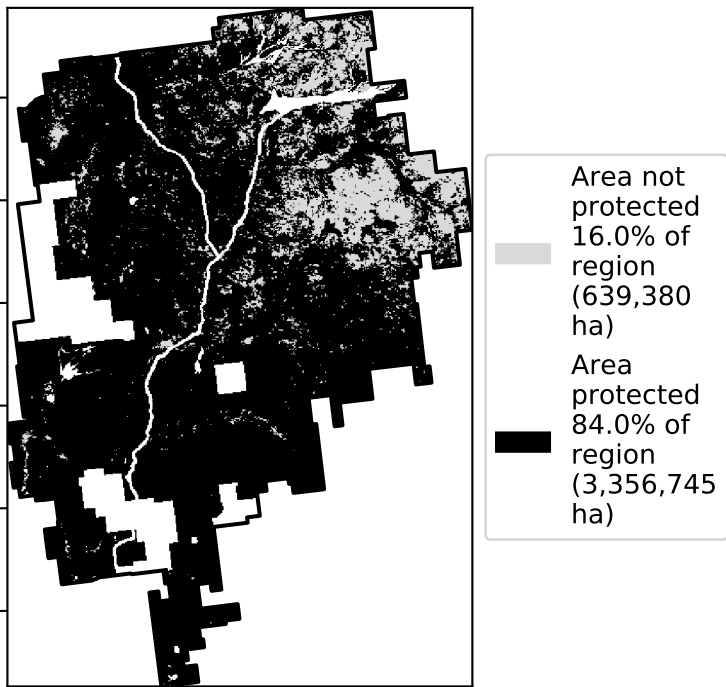 Area not
protected
16.0% of
region
(639,380
ha)
Area
protected
84.0% of
region
(3,356,745
ha)